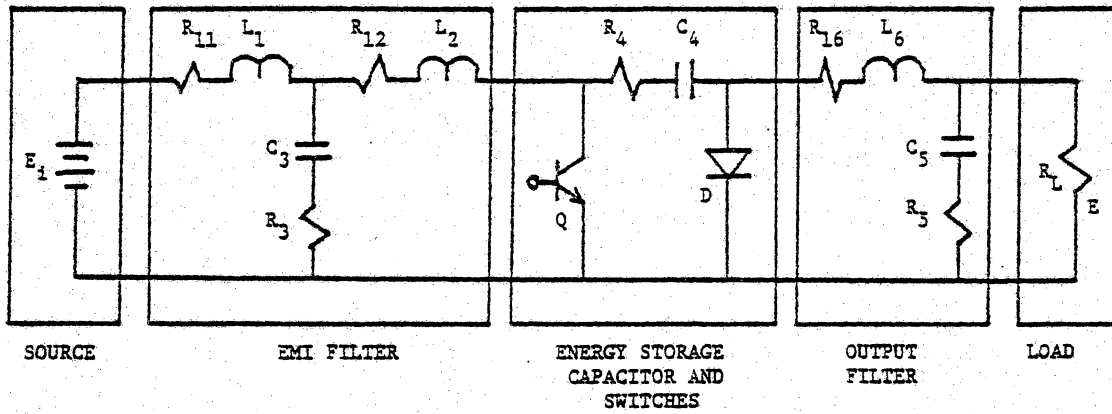 R11 L1 R12 L2 R4 C4 R16 L6
Ei C3 C5 RL
R3 Q D R5 E
SOURCE EMI FILTER ENERGY STORAGE OUTPUT LOAD
CAPACITOR AND FILTER
SWITCHES